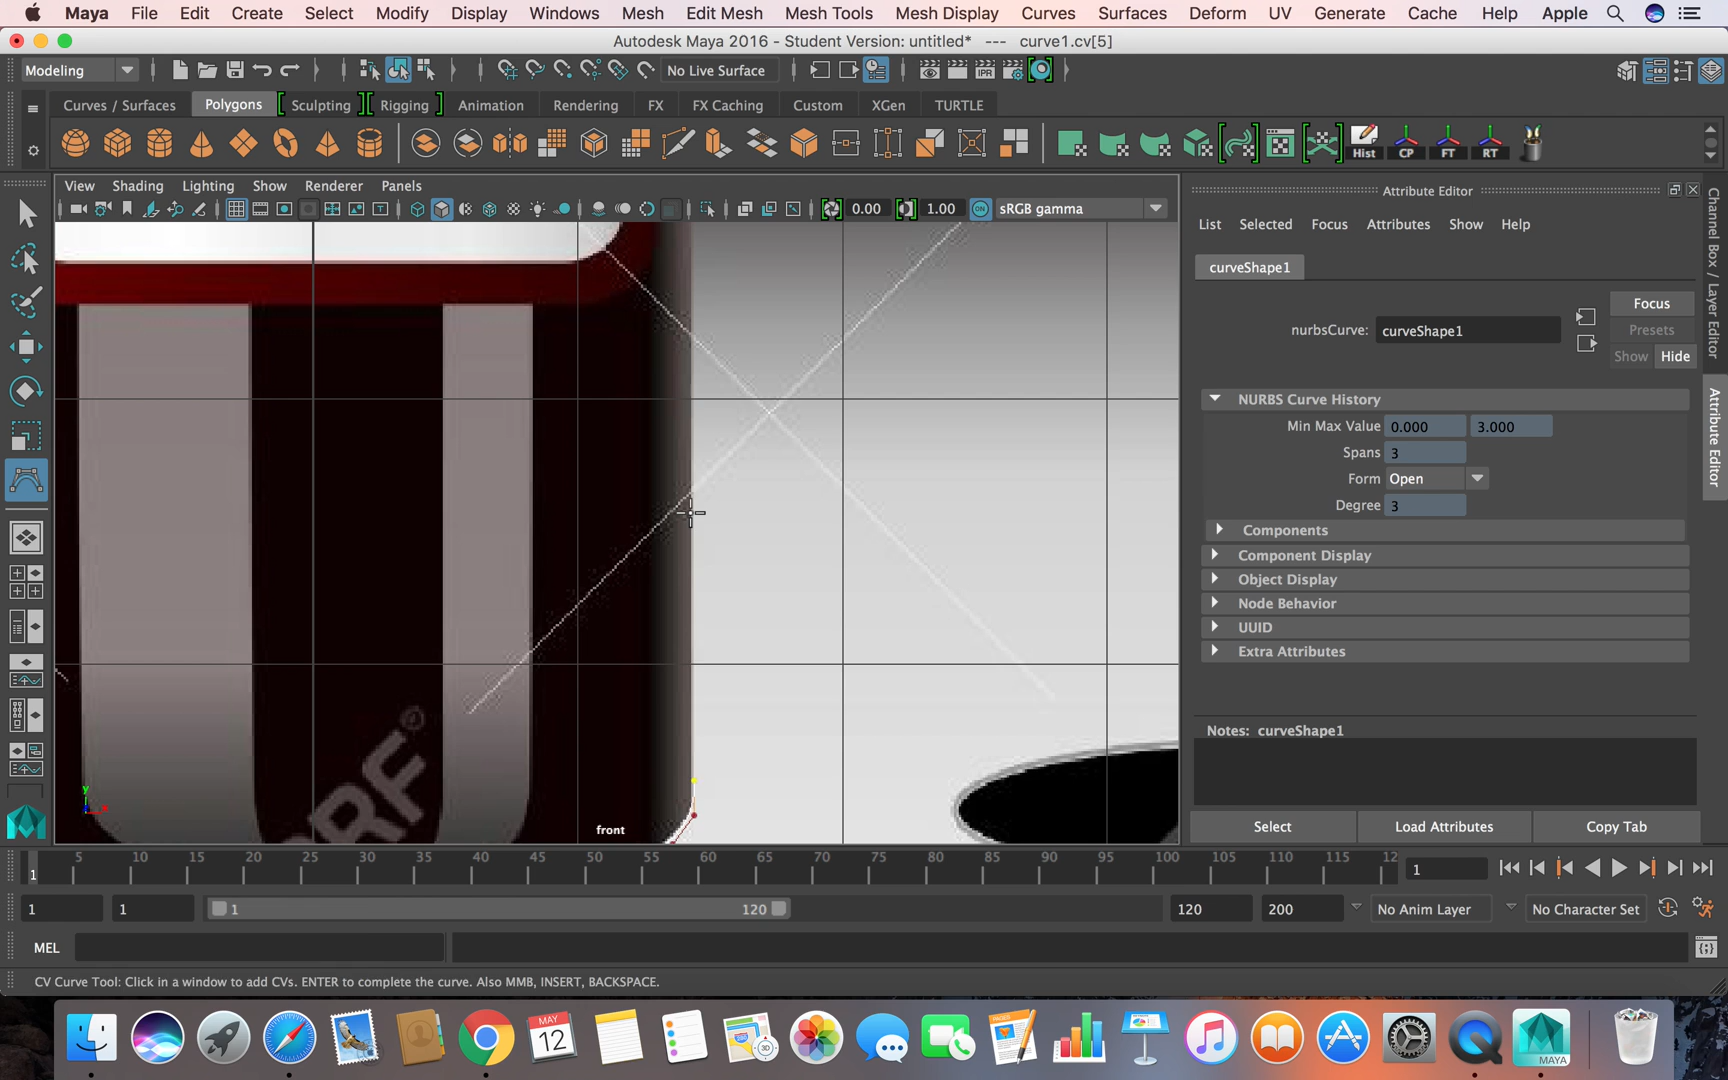 Maya File Edit Create Select Modify Display Windows Mesh Edit Mesh Mesh Tools Mesh Display Curves Surfaces Deform UV Generate Cache Help Apple
Autodesk Maya 2016 - Student Version: untitled* --- curve1.cv[5]
Modeling No Live Surface IPR
Curves / Surfaces Polygons Sculpting Rigging Animation Rendering FX FX Caching Custom XGen TURTLE
Hist CP FT RT
View Shading Lighting Show Renderer Panels
0.00 1.00 ON sRGB gamma
Attribute Editor
List Selected Focus Attributes Show Help
curveShape1
nurbsCurve: curveShape1
Focus
Presets
Show Hide
NURBS Curve History
Min Max Value 0.000 3.000
Spans 3
Form Open
Degree 3
Components
Component Display
Object Display
Node Behavior
UUID
Extra Attributes
Notes: curveShape1
Select Load Attributes Copy Tab
Channel Box / Layer Editor
Attribute Editor
RF®
y
front
5 10 15 20 25 30 35 40 45 50 55 60 65 70 75 80 85 90 95 100 105 110 115 12
1 1
1 1 1 120 120 200 No Anim Layer No Character Set
MEL
CV Curve Tool: Click in a window to add CVs. ENTER to complete the curve. Also MMB, INSERT, BACKSPACE.
MAY
12
3D
PAGES
MAYA